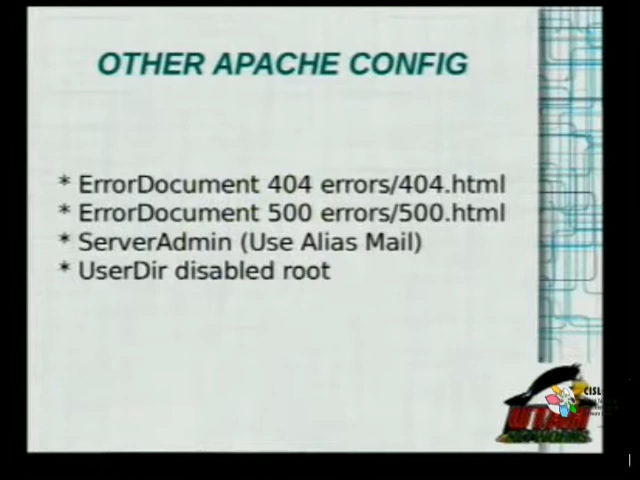 OTHER APACHE CONFIG
* ErrorDocument 404 errors/404.html
* ErrorDocument 500 errors/500.html
* ServerAdmin (Use Alias Mail)
* UserDir disabled root
CISL